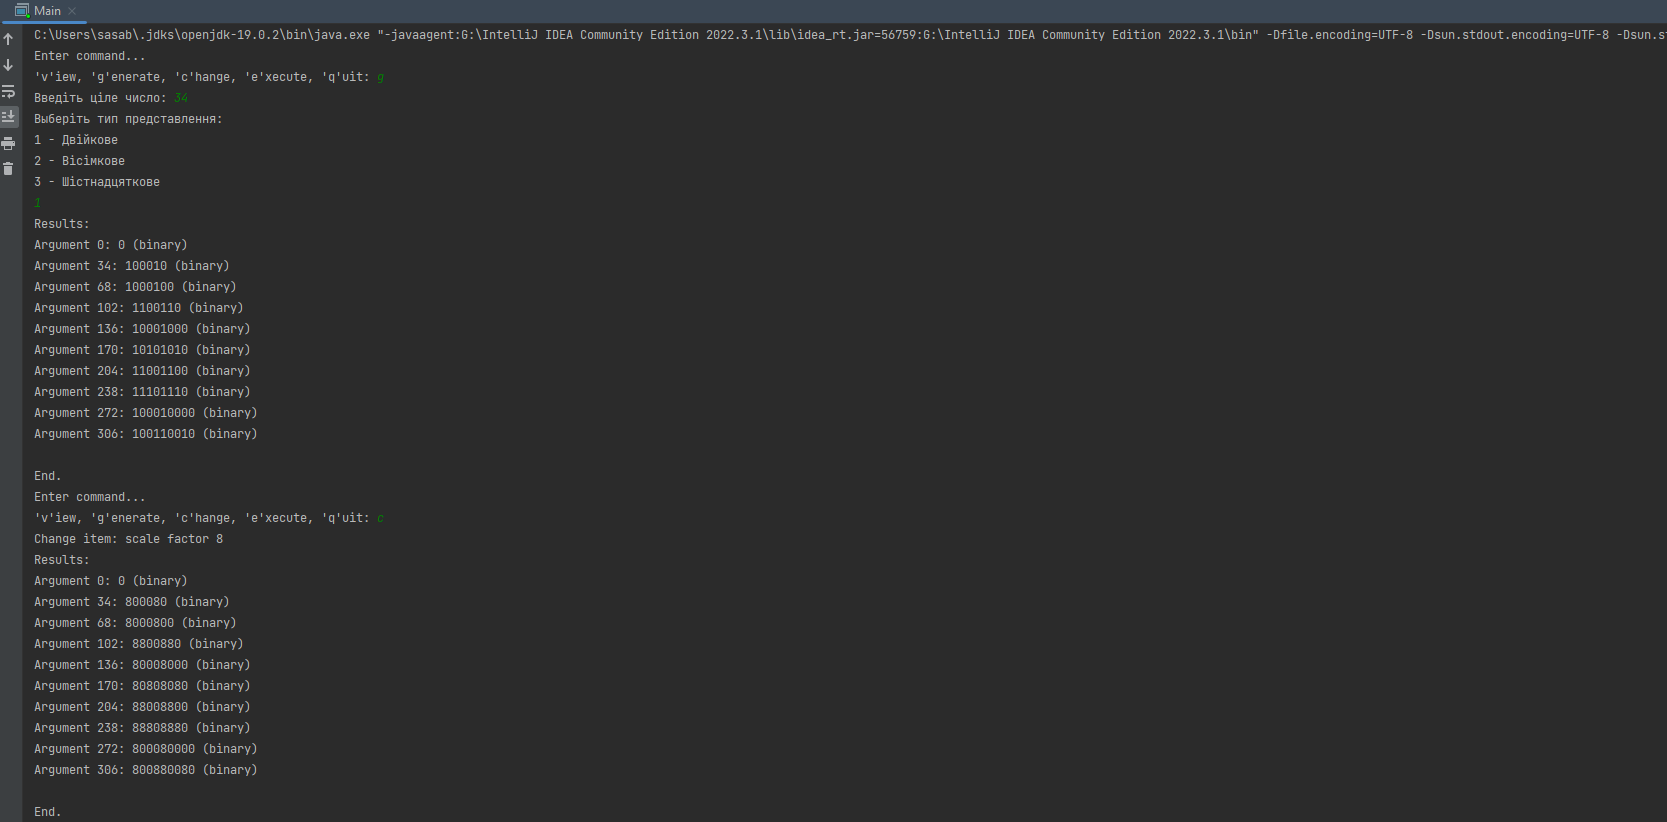 Main
C:\Users\sasab\.jdks\openjdk-19.0.2\bin\java.exe "-javaagent:G:\IntelliJ IDEA Community Edition 2022.3.1\lib\idea_rt.jar=56759:G:\IntelliJ IDEA Community Edition 2022.3.1\bin" -Dfile.encoding=UTF-8 -Dsun.stdout.encoding=UTF-8 -Dsun.st
Enter command...
'v'iew, 'g'enerate, 'c'hange, 'e'xecute, 'q'uit: g
Введіть ціле число: 34
Выберіть тип представлення:
1 - Двійкове
2 - Вісімкове
3 - Шістнадцяткове
1
Results:
Argument 0: 0 (binary)
Argument 34: 100010 (binary)
Argument 68: 1000100 (binary)
Argument 102: 1100110 (binary)
Argument 136: 10001000 (binary)
Argument 170: 10101010 (binary)
Argument 204: 11001100 (binary)
Argument 238: 11101110 (binary)
Argument 272: 100010000 (binary)
Argument 306: 100110010 (binary)
End.
Enter command...
'v'iew, 'g'enerate, 'c'hange, 'e'xecute, 'q'uit: c
Change item: scale factor 8
Results:
Argument 0: 0 (binary)
Argument 34: 800080 (binary)
Argument 68: 8000800 (binary)
Argument 102: 8800880 (binary)
Argument 136: 80008000 (binary)
Argument 170: 80808080 (binary)
Argument 204: 88008800 (binary)
Argument 238: 88808880 (binary)
Argument 272: 800080000 (binary)
Argument 306: 800880080 (binary)
End.